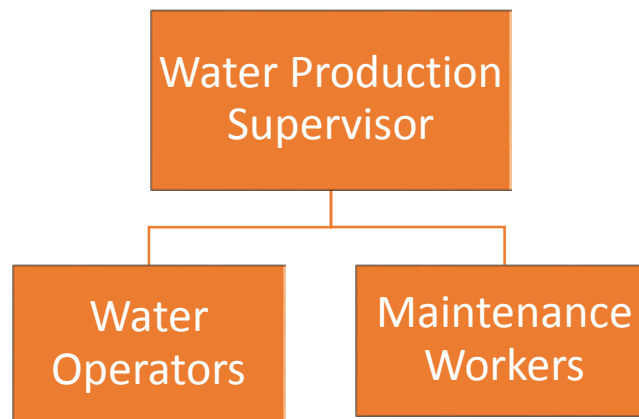 Water Production
Supervisor
Water
Operators
Maintenance
Workers